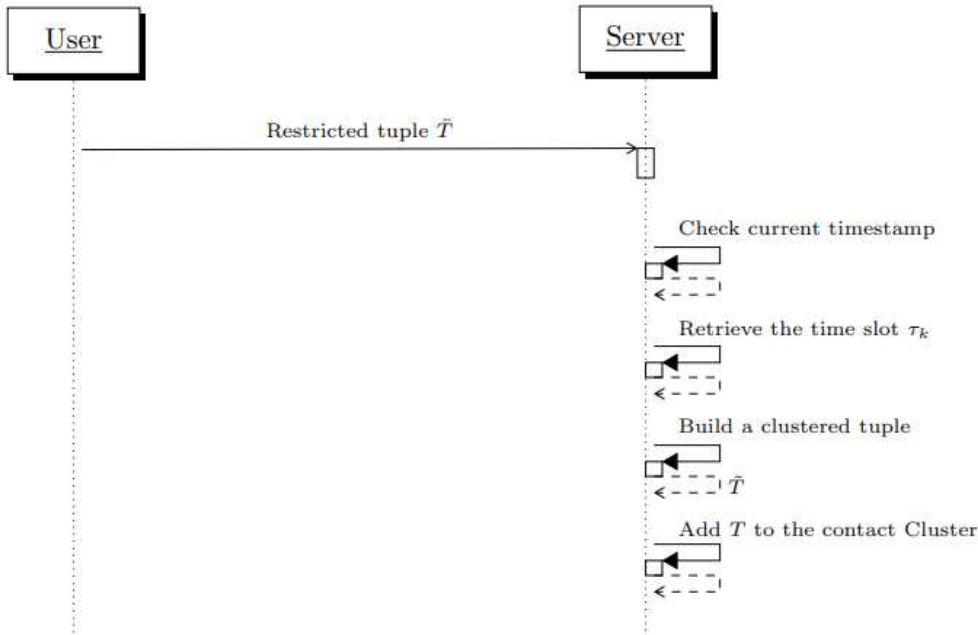 User
Server
Restricted tuple T̈
Check current timestamp
Retrieve the time slot τₖ
Build a clustered tuple
T̃
Add T to the contact Cluster